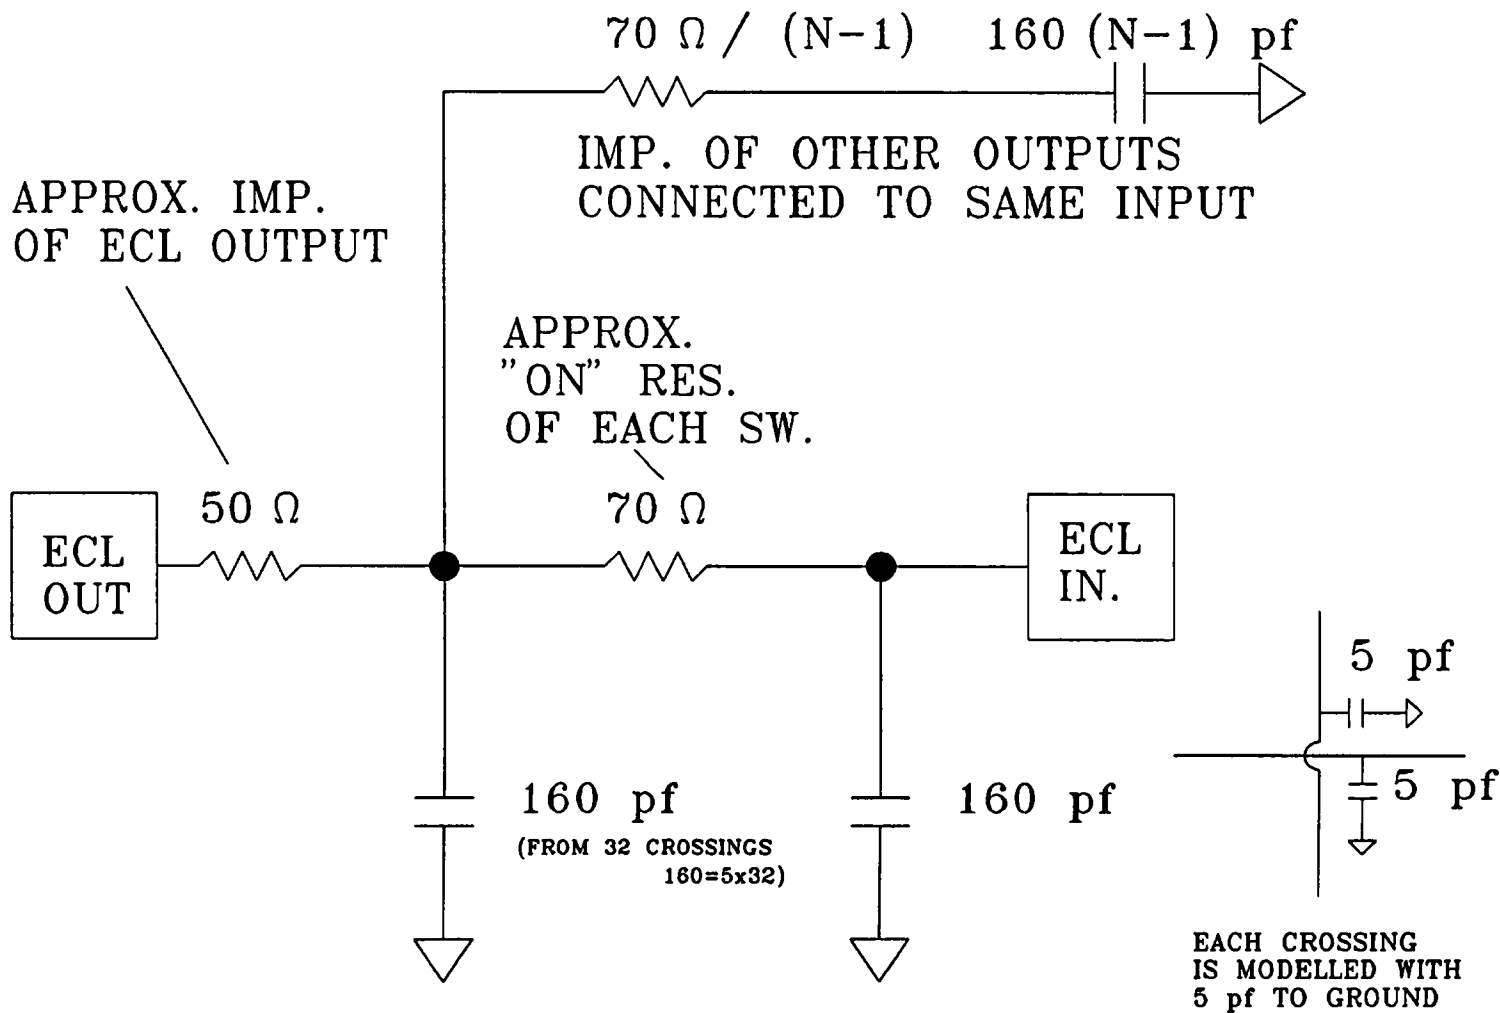 70 Ω / (N-1) 160 (N-1) pf
IMP. OF OTHER OUTPUTS
CONNECTED TO SAME INPUT
APPROX. IMP.
OF ECL OUTPUT
APPROX.
"ON" RES.
OF EACH SW.
50 Ω
70 Ω
ECL
OUT
ECL
IN.
5 pf
5 pf
160 pf
(FROM 32 CROSSINGS
160=5x32)
160 pf
EACH CROSSING
IS MODELLED WITH
5 pf TO GROUND